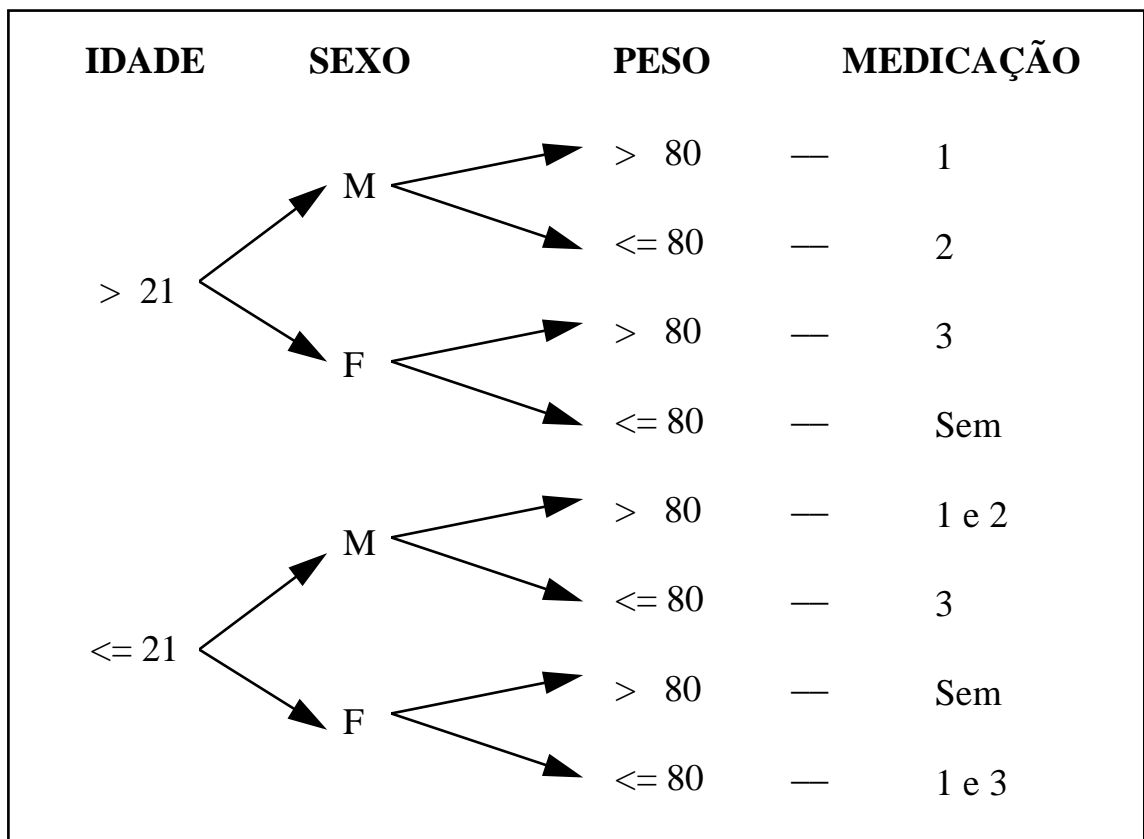 IDADE SEXO PESO MEDICAÇÃO
> 80 — 1
M
<= 80 — 2
> 21
> 80 — 3
F
<= 80 — Sem
> 80 — 1 e 2
M
<= 80 — 3
<= 21
> 80 — Sem
F
<= 80 — 1 e 3